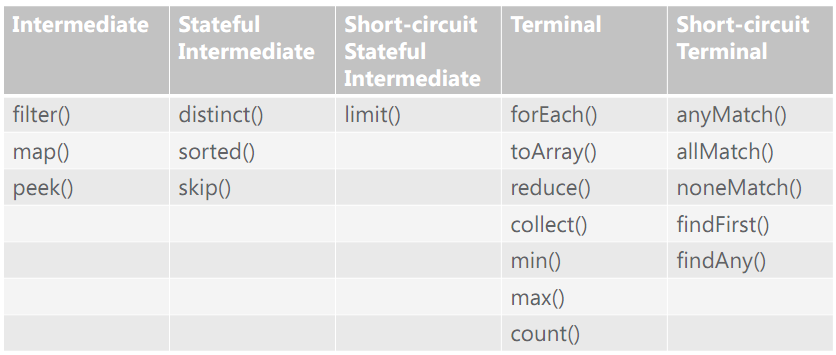 Intermediate Stateful Intermediate Short-circuit Stateful Intermediate Terminal Short-circuit Terminal
filter() distinct() limit() forEach() anyMatch()
map() sorted() toArray() allMatch()
peek() skip() reduce() noneMatch()
collect() findFirst()
min() findAny()
max()
count()